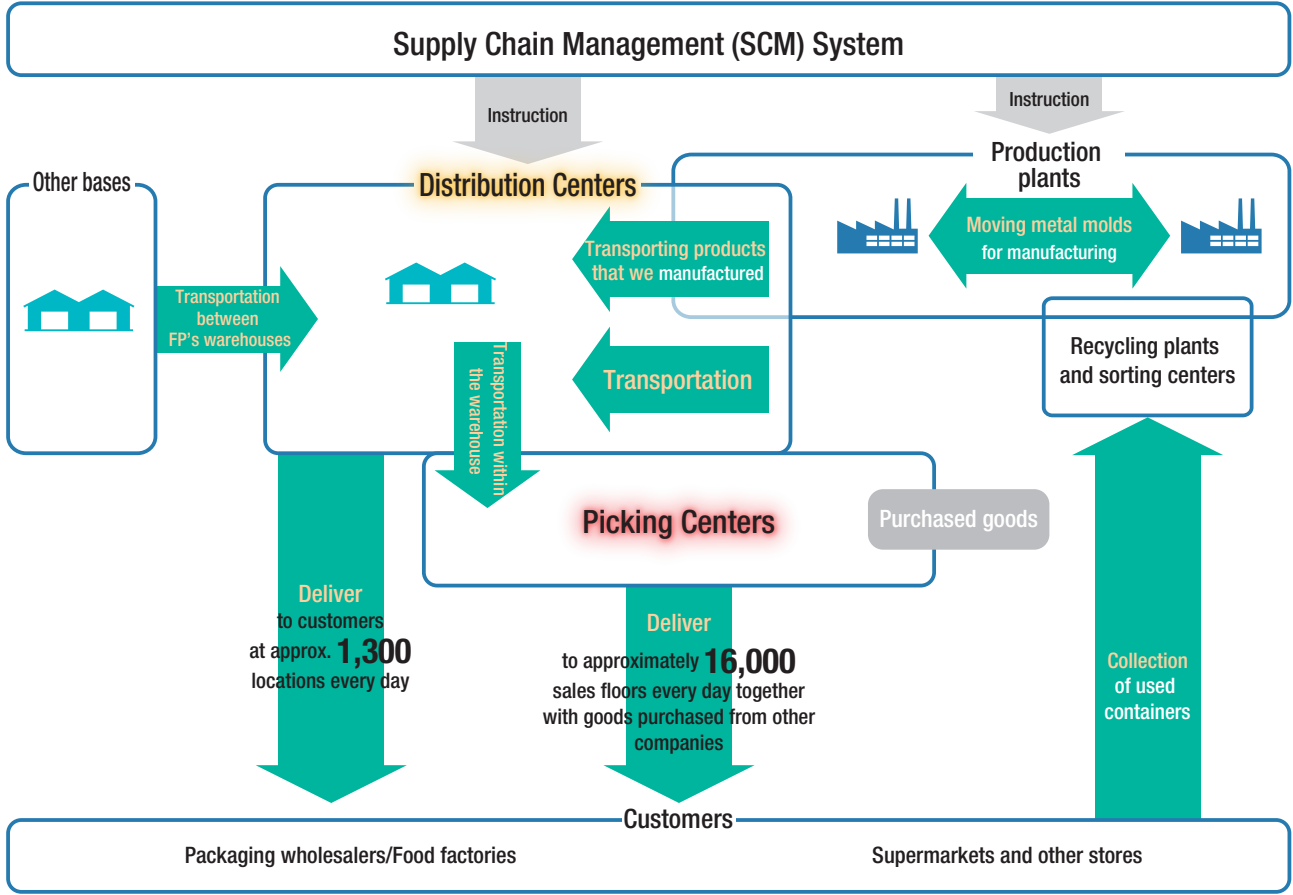 Supply Chain Management (SCM) System
Instruction
Instruction
Other bases
Distribution Centers
Production
plants
Transporting products
that we manufactured
Moving metal molds
for manufacturing
Transportation
between
FP's warehouses
Transportation within
the warehouse
Transportation
Recycling plants
and sorting centers
Picking Centers
Purchased goods
Deliver
to customers
at approx. 1,300
locations every day
Deliver
to approximately 16,000
sales floors every day together
with goods purchased from other
companies
Collection
of used
containers
Customers
Packaging wholesalers/Food factories
Supermarkets and other stores